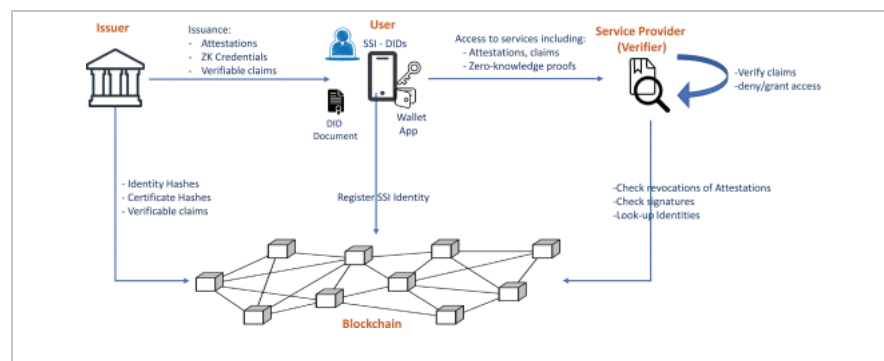 Issuer
Issuance:
- Attestations
- ZK Credentials
- Verifiable claims
User
SSI - DIDs
DID
Document
Wallet
App
Access to services including:
- Attestations, claims
- Zero-knowledge proofs
Service Provider
(Verifier)
-Verify claims
-deny/grant access
- Identity Hashes
- Certificate Hashes
- Verifiable claims
Register SSI Identity
-Check revocations of Attestations
-Check signatures
-Look-up Identities
Blockchain